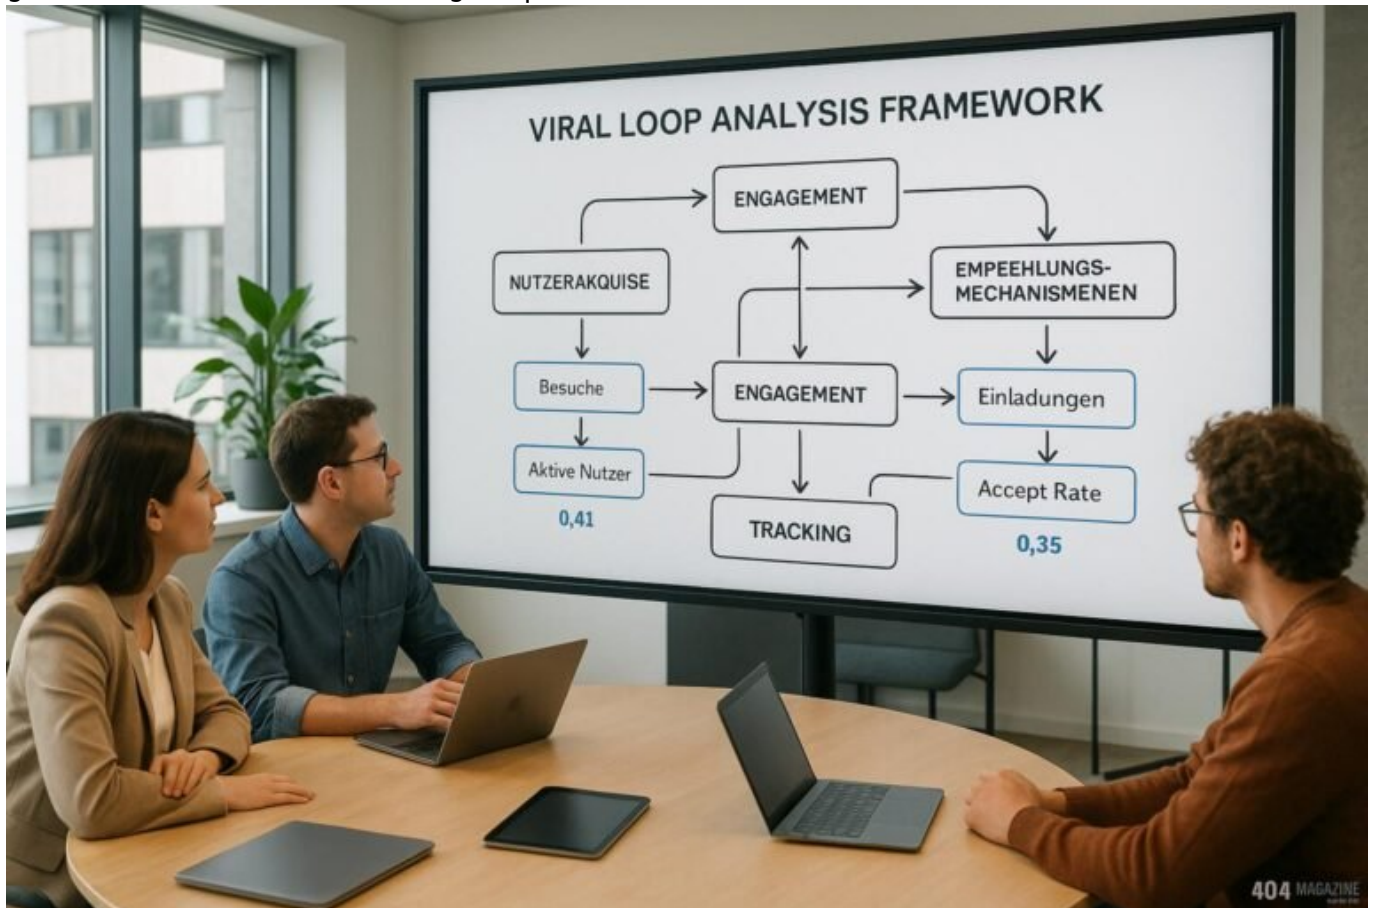 VIRAL LOOP ANALYSIS FRAMEWORK
ENGAGEMENT
NUTZERAKQUISE
EMPEEHLUNGS-
MECHANISMENEN
Besuche
ENGAGEMENT
Einladungen
Aktive Nutzer
Accept Rate
0,41
TRACKING
0,35
404 MAGAZINE